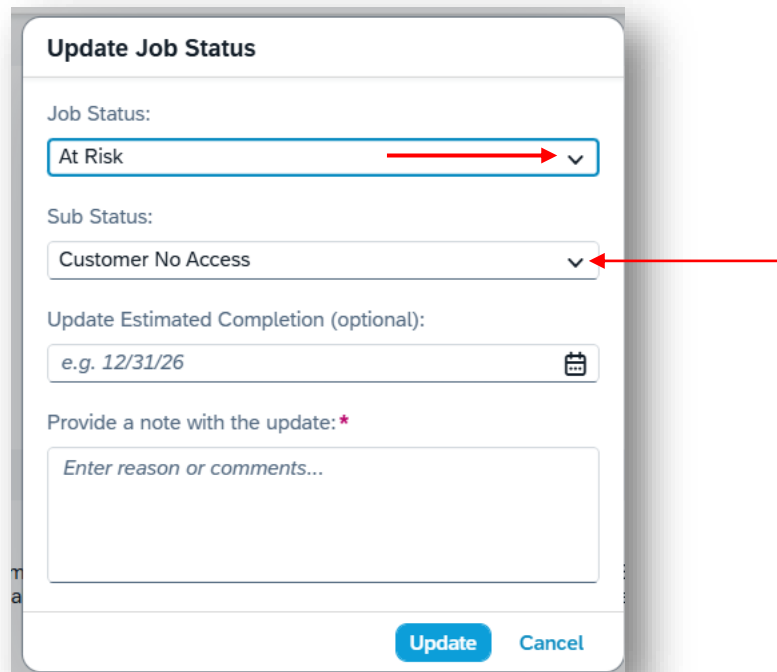 Update Job Status
Job Status:
At Risk
Sub Status:
Customer No Access
Update Estimated Completion (optional):
e.g. 12/31/26
Provide a note with the update:*
Enter reason or comments...
Update Cancel